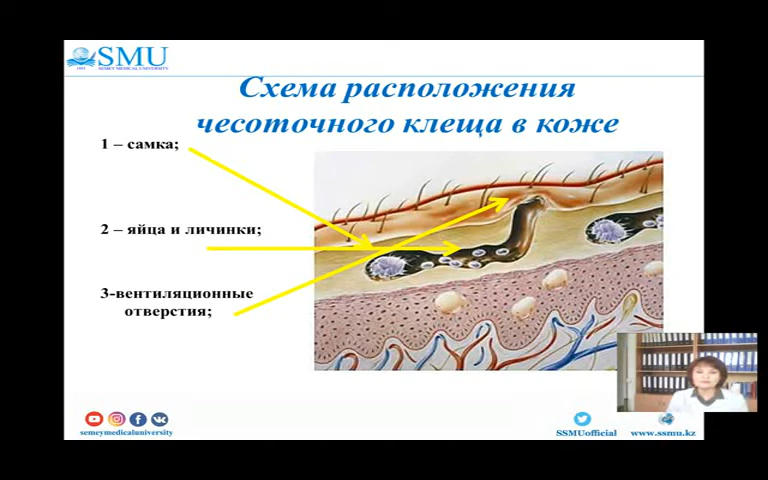 SMU
SEMEY MEDICAL UNIVERSITY
Схема расположения
чесоточного клеща в коже
1 – самка;
2 – яйца и личинки;
3-вентиляционные
отверстия;
semeymedicaluniversity
SSMUofficial
www.ssmu.kz